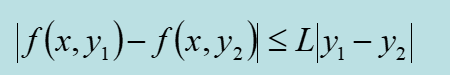 |f(x, y₁) − f(x, y₂)| ≤ L|y₁ − y₂|